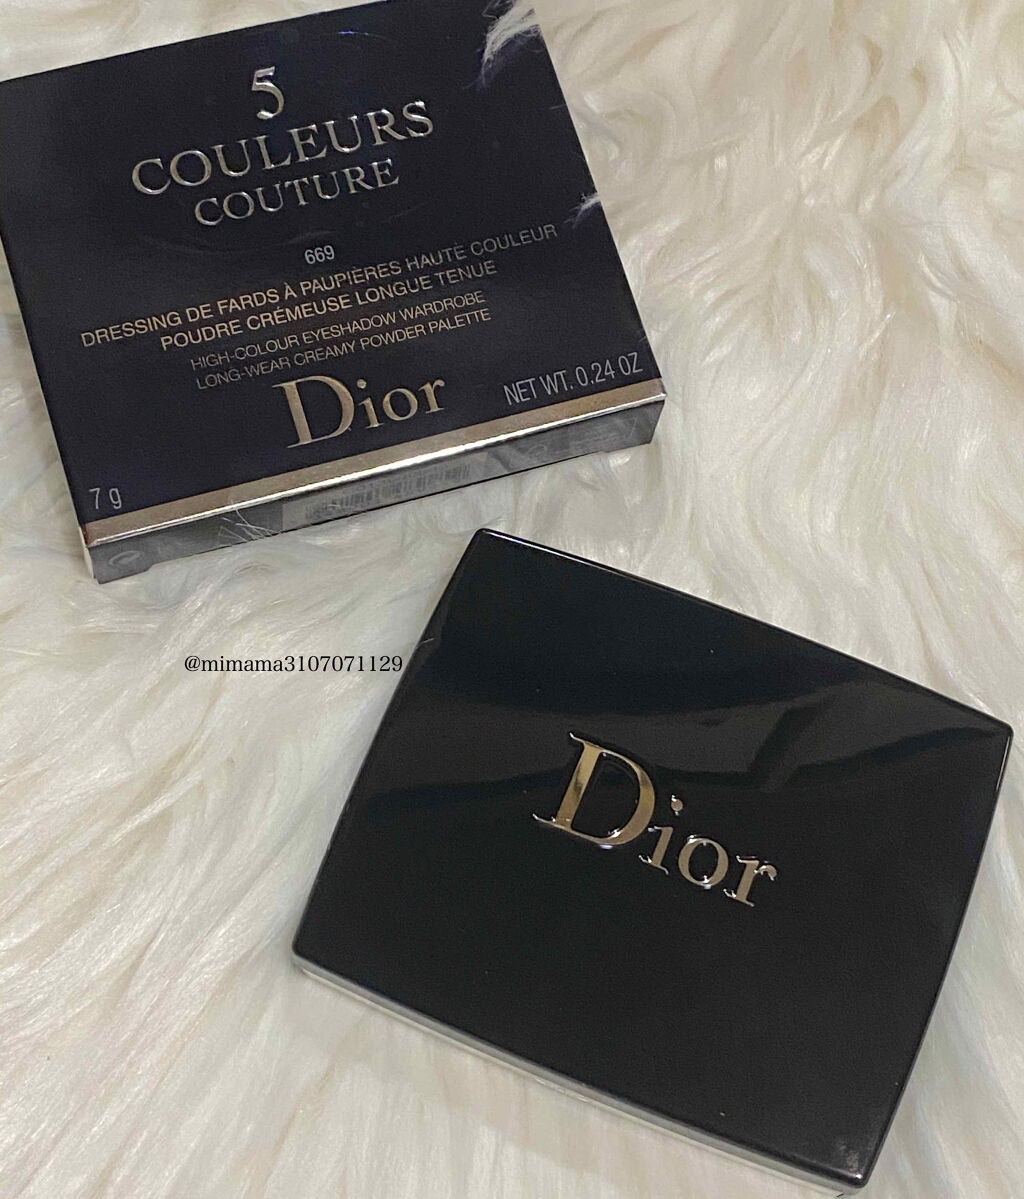 5
COULEURS
COUTURE
669
DRESSING DE FARDS À PAUPIÈRES HAUTE COULEUR
POUDRE CRÉMEUSE LONGUE TENUE
HIGH-COLOUR EYESHADOW WARDROBE
LONG-WEAR CREAMY POWDER PALETTE
Dior
NET WT. 0.24 OZ
7 g
@mimama3107071129
Dior